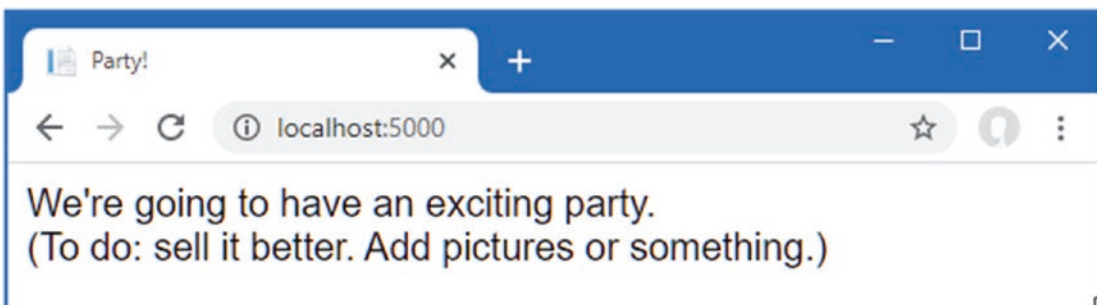 Party!
localhost:5000
We're going to have an exciting party.
(To do: sell it better. Add pictures or something.)